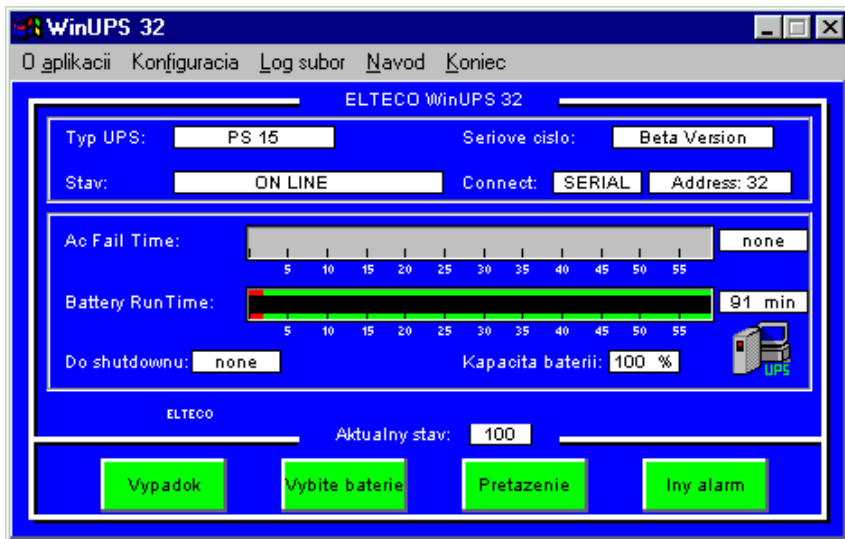 WinUPS 32
O aplikacii Konfiguracia Log subor Navod Koniec
ELTECO WinUPS 32
Typ UPS: PS 15 Seriove cislo: Beta Version
Stav: ON LINE Connect: SERIAL Address: 32
Ac Fail Time: none
5 10 15 20 25 30 35 40 45 50 55
Battery RunTime: 91 min
5 10 15 20 25 30 35 40 45 50 55
Do shutdownu: none Kapacita baterii: 100 % UPS
ELTECO
Aktualny stav: 100
Vypadok Vybite baterie Pretazenie Iny alarm